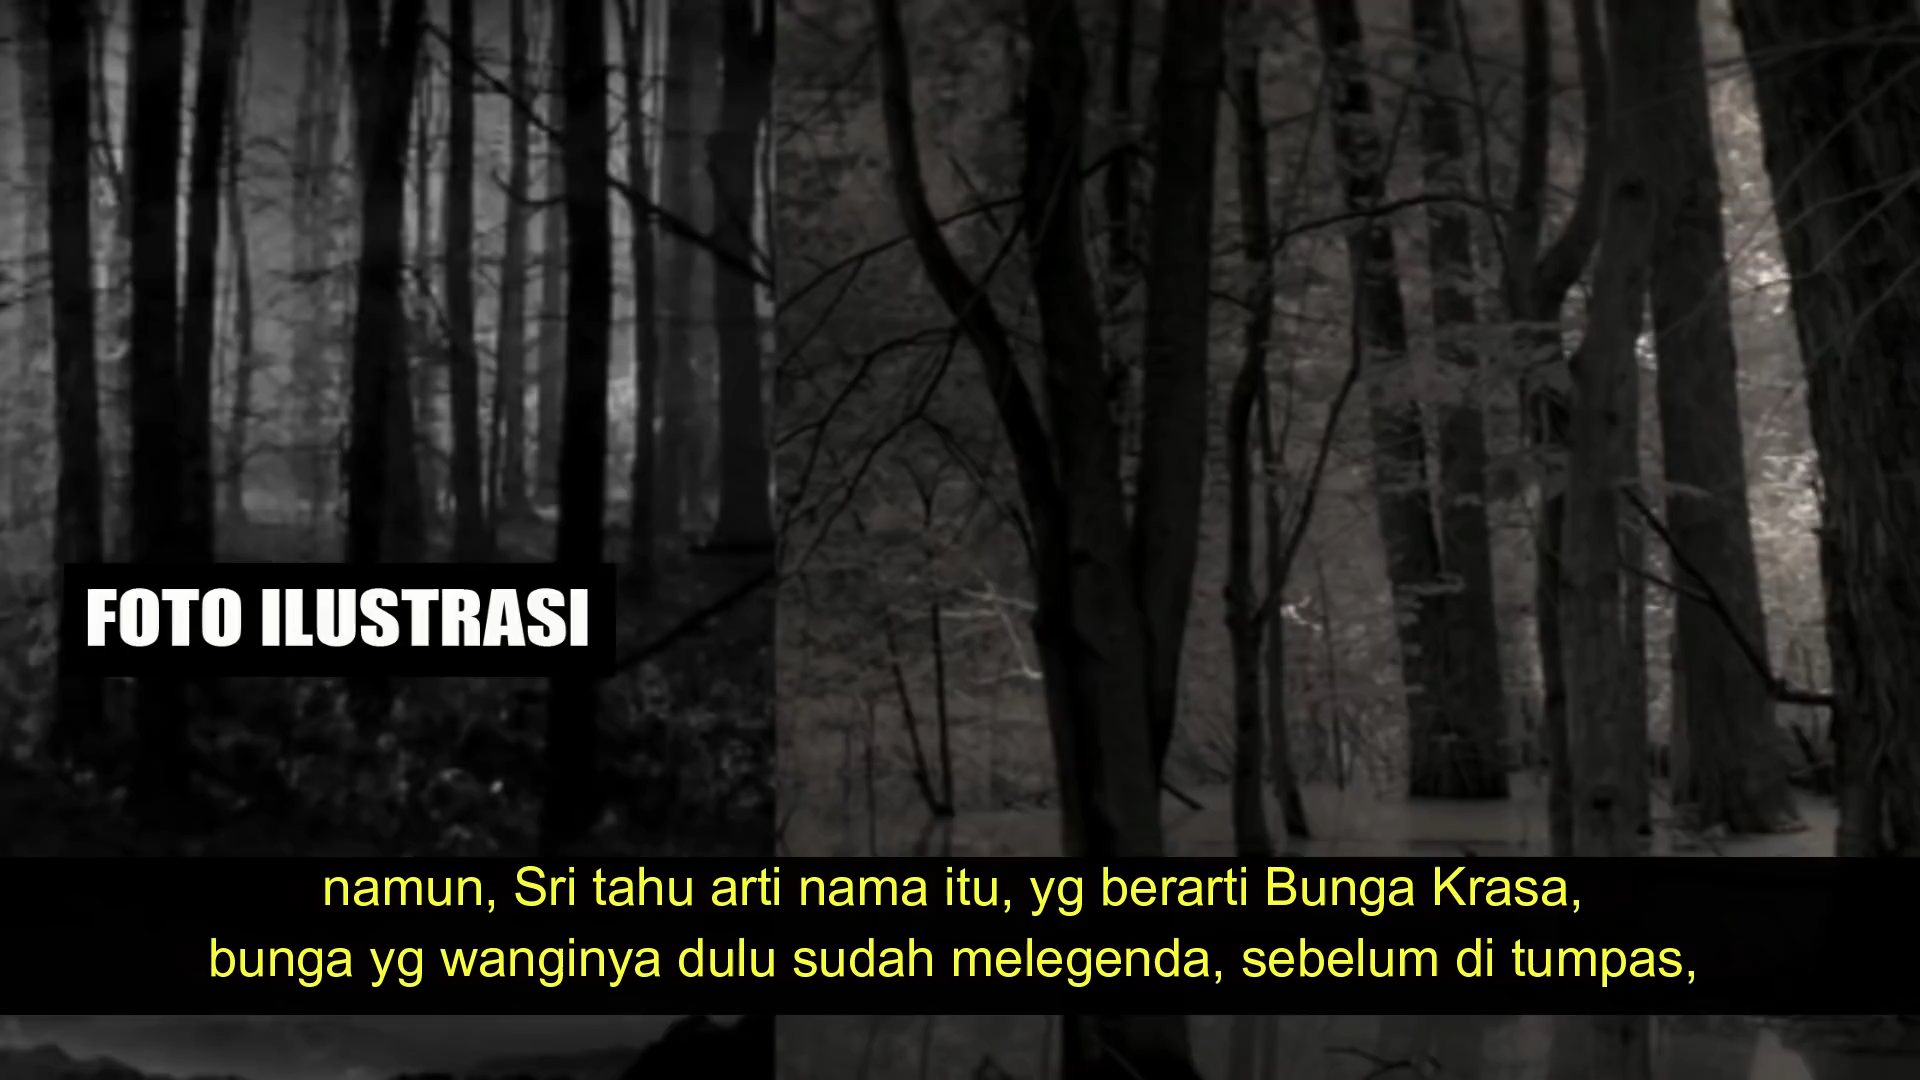 FOTO ILUSTRASI
namun, Sri tahu arti nama itu, yg berarti Bunga Krasa,
bunga yg wanginya dulu sudah melegenda, sebelum di tumpas,